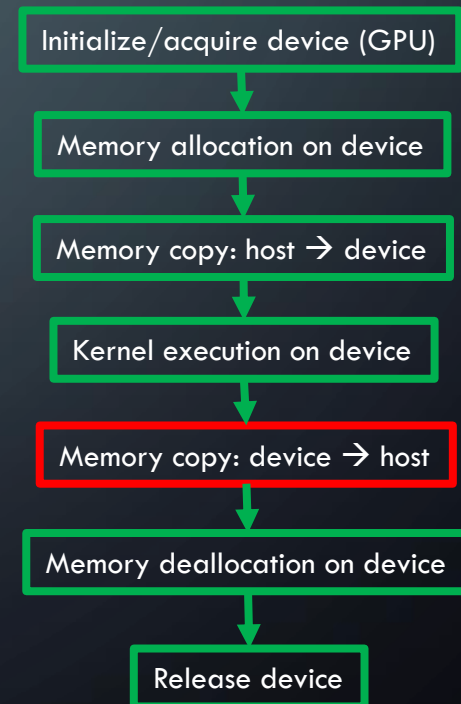 Initialize/acquire device (GPU)
Memory allocation on device
Memory copy: host → device
Kernel execution on device
Memory copy: device → host
Memory deallocation on device
Release device